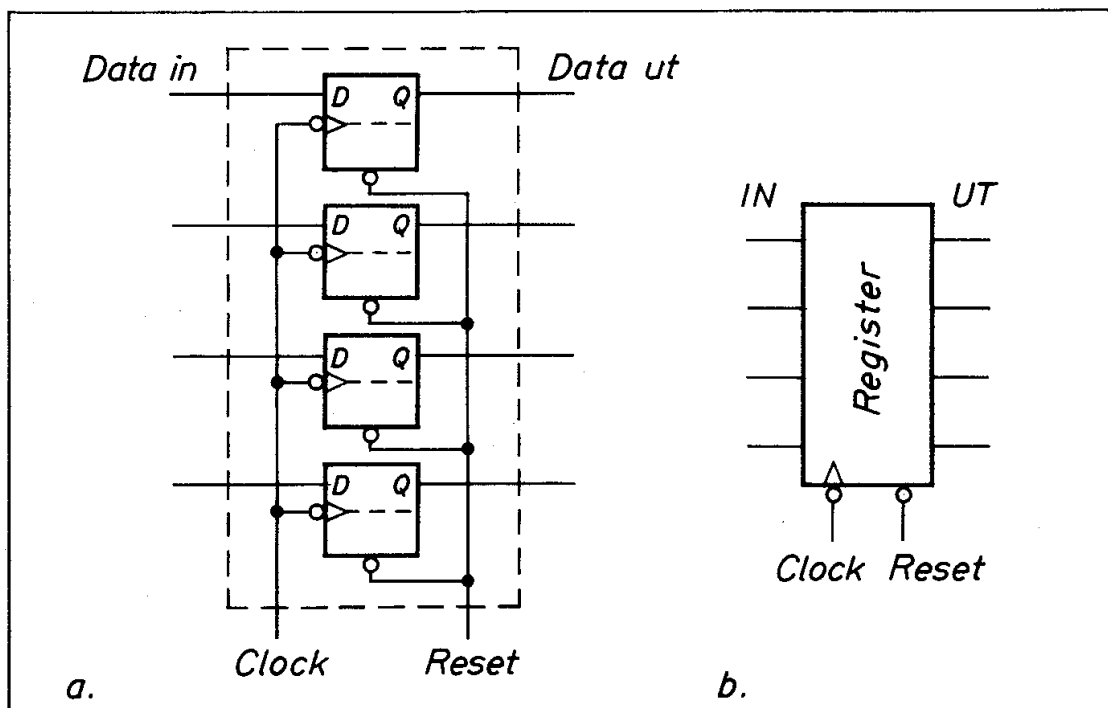 Data in
Data ut
D Q
D Q
D Q
D Q
Clock
Reset
a.
IN
UT
Register
Clock
Reset
b.